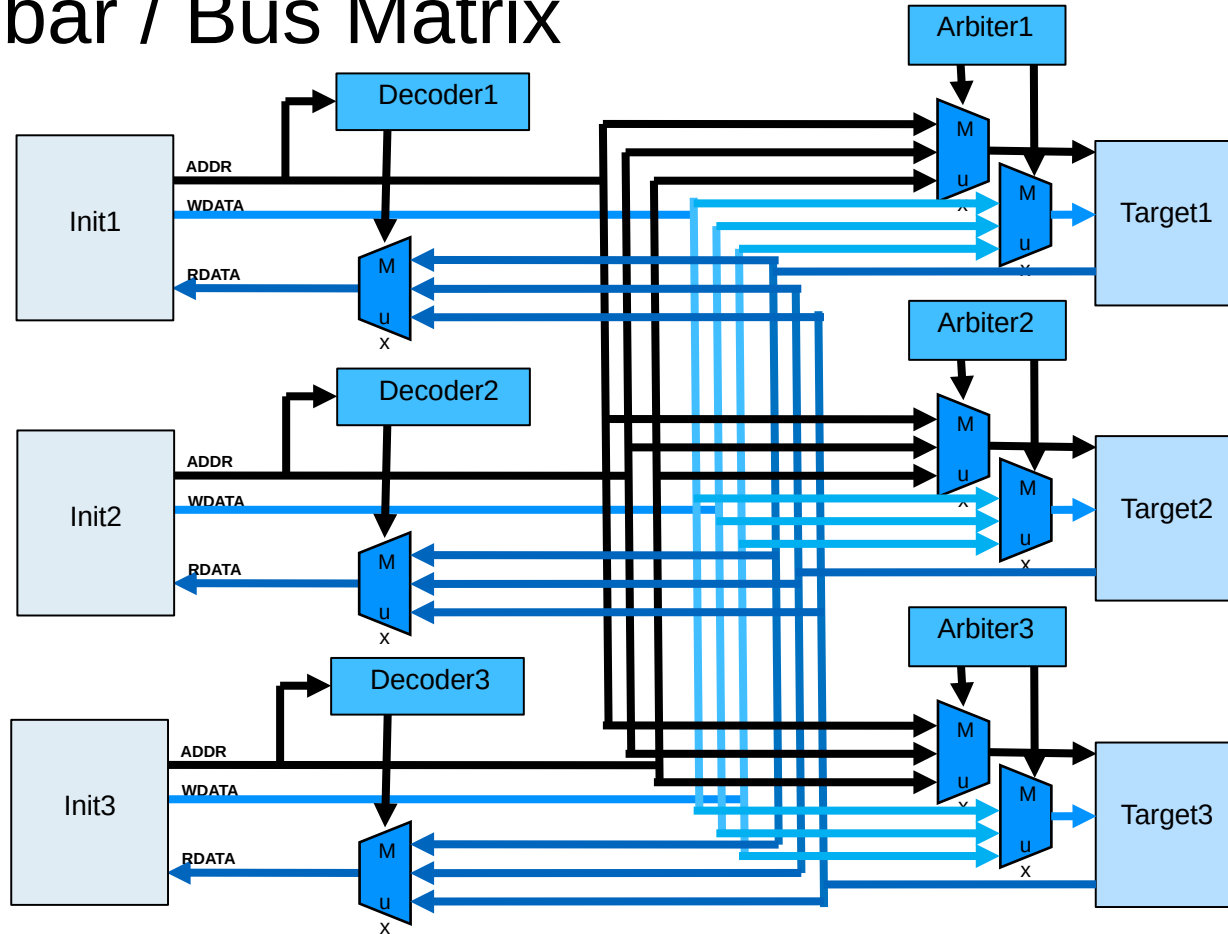 bar / Bus Matrix
Arbiter1
Decoder1
M
u
x
ADDR
WDATA
M
u
x
Init1
Target1
RDATA
M
u
x
Arbiter2
Decoder2
M
u
x
ADDR
WDATA
M
u
x
Init2
Target2
RDATA
M
u
x
Arbiter3
Decoder3
M
u
x
ADDR
WDATA
M
u
x
Init3
Target3
RDATA
M
u
x